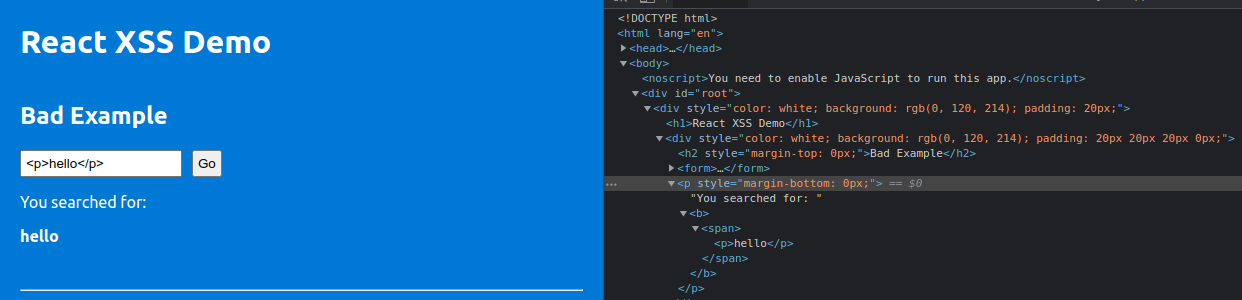 React XSS Demo
Bad Example
<p>hello</p>
Go
You searched for:
hello
<!DOCTYPE html>
<html lang="en">
<head>…</head>
<body>
<noscript>You need to enable JavaScript to run this app.</noscript>
<div id="root">
<div style="color: white; background: rgb(0, 120, 214); padding: 20px;">
<h1>React XSS Demo</h1>
<div style="color: white; background: rgb(0, 120, 214); padding: 20px 20px 20px 0px;">
<h2 style="margin-top: 0px;">Bad Example</h2>
<form>…</form>
<p style="margin-bottom: 0px;"> == $0
"You searched for: "
<b>
<span>
<p>hello</p>
</span>
</b>
</p>